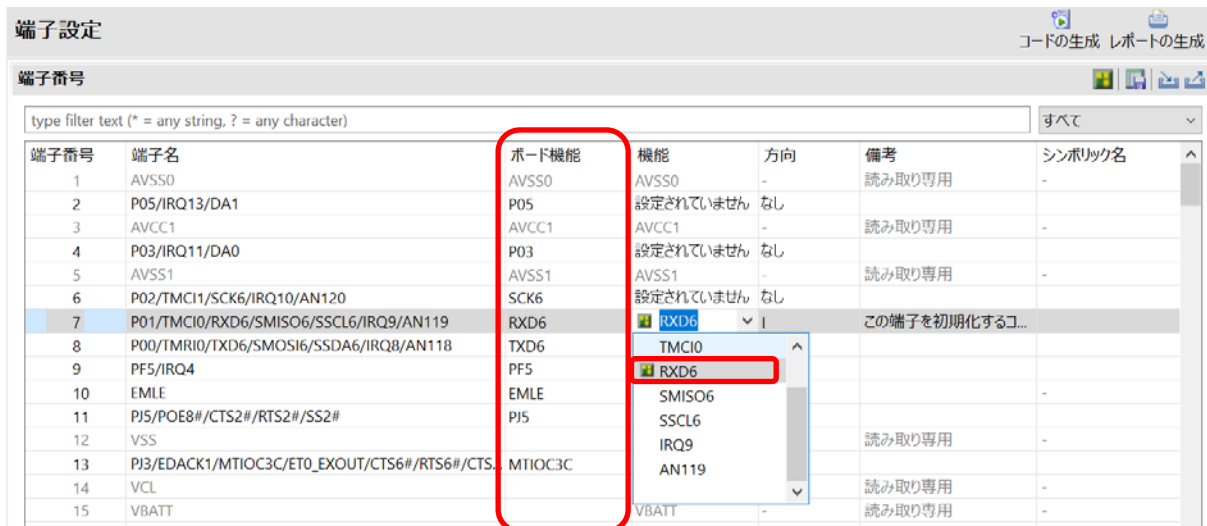 端子設定
コードの生成 レポートの生成
端子番号
type filter text (* = any string, ? = any character) すべて
端子番号 端子名 ボード機能 機能 方向 備考 シンボリック名
1 AVSS0 AVSS0 AVSS0 - 読み取り専用 -
2 P05/IRQ13/DA1 P05 設定されていません なし
3 AVCC1 AVCC1 AVCC1 - 読み取り専用 -
4 P03/IRQ11/DA0 P03 設定されていません なし
5 AVSS1 AVSS1 AVSS1 - 読み取り専用 -
6 P02/TMCI1/SCK6/IRQ10/AN120 SCK6 設定されていません なし
7 P01/TMCI0/RXD6/SMISO6/SSCL6/IRQ9/AN119 RXD6 RXD6 I この端子を初期化するコ...
8 P00/TMRI0/TXD6/SMOSI6/SSDA6/IRQ8/AN118 TXD6 TMCI0
9 PF5/IRQ4 PF5 RXD6
10 EMLE EMLE SMISO6 -
11 PJ5/POE8#/CTS2#/RTS2#/SS2# PJ5 SSCL6
12 VSS IRQ9 読み取り専用 -
13 PJ3/EDACK1/MTIOC3C/ET0_EXOUT/CTS6#/RTS6#/CTS... MTIOC3C AN119
14 VCL 読み取り専用 -
15 VBATT VBATT - 読み取り専用 -